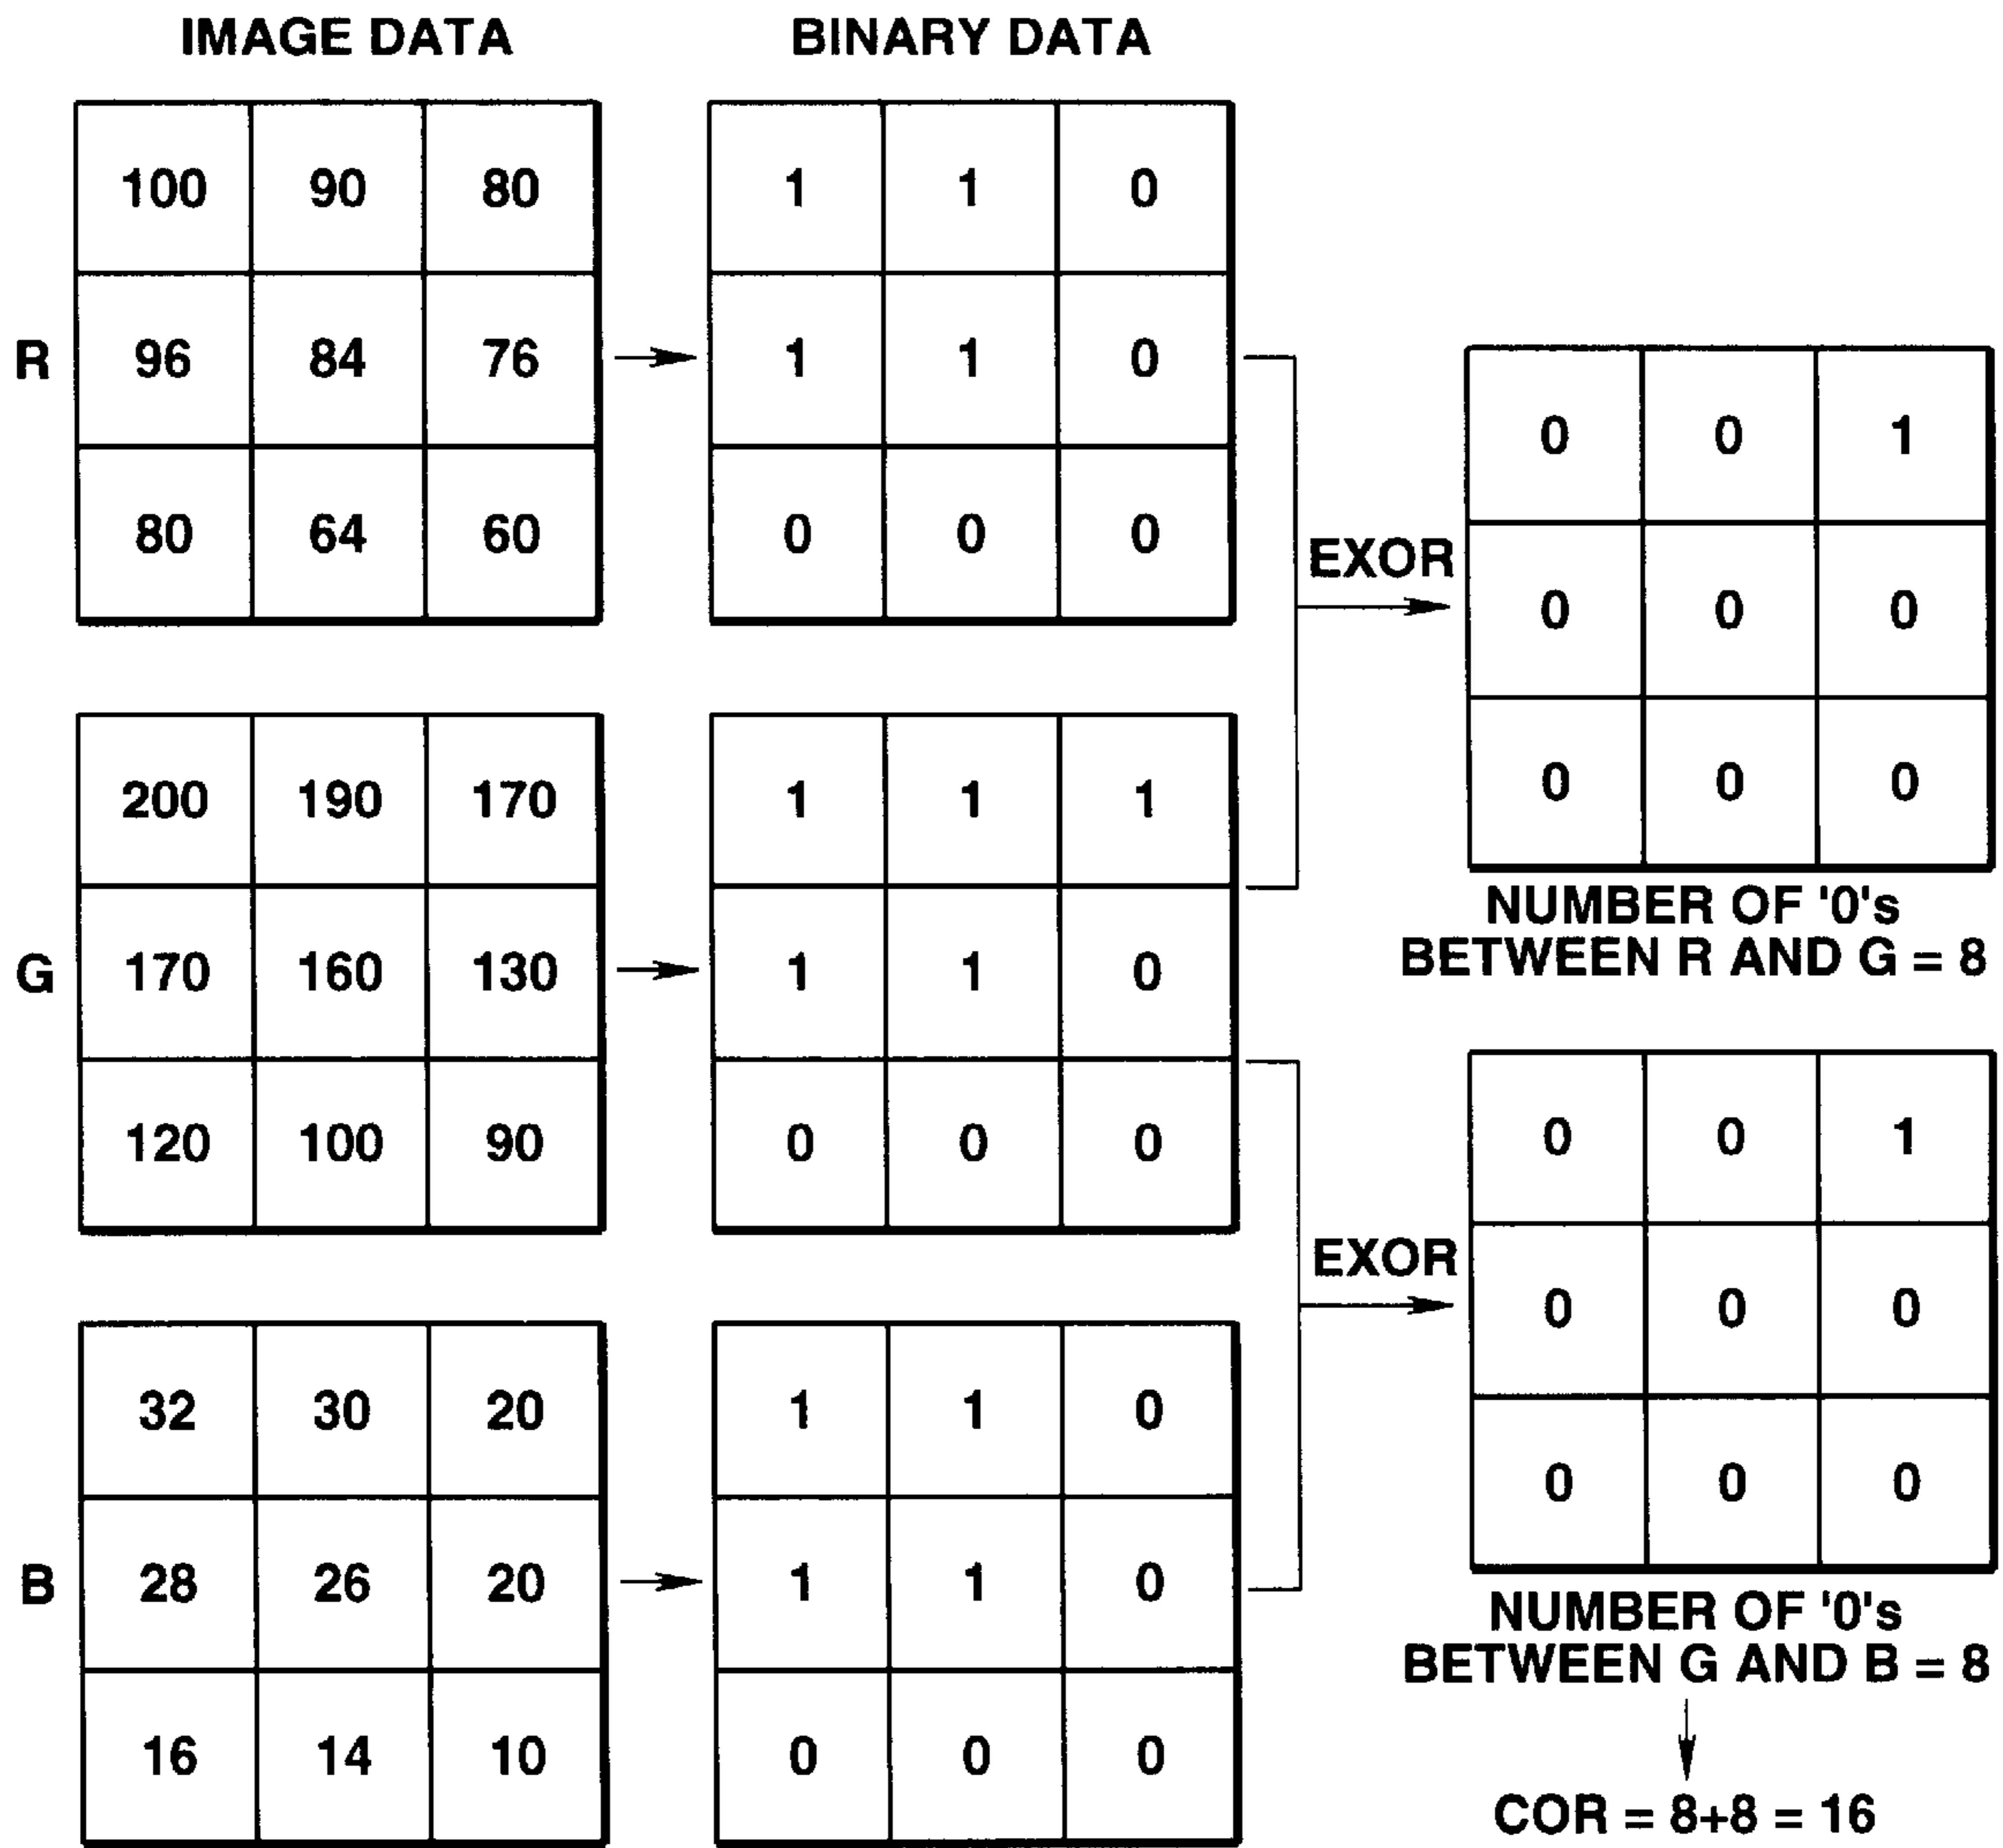 IMAGE DATA
BINARY DATA
R
100 90 80
96 84 76
80 64 60
1 1 0
1 1 0
0 0 0
G
200 190 170
170 160 130
120 100 90
1 1 1
1 1 0
0 0 0
B
32 30 20
28 26 20
16 14 10
1 1 0
1 1 0
0 0 0
EXOR
0 0 1
0 0 0
0 0 0
NUMBER OF '0's
BETWEEN R AND G = 8
EXOR
0 0 1
0 0 0
0 0 0
NUMBER OF '0's
BETWEEN G AND B = 8
COR = 8+8 = 16